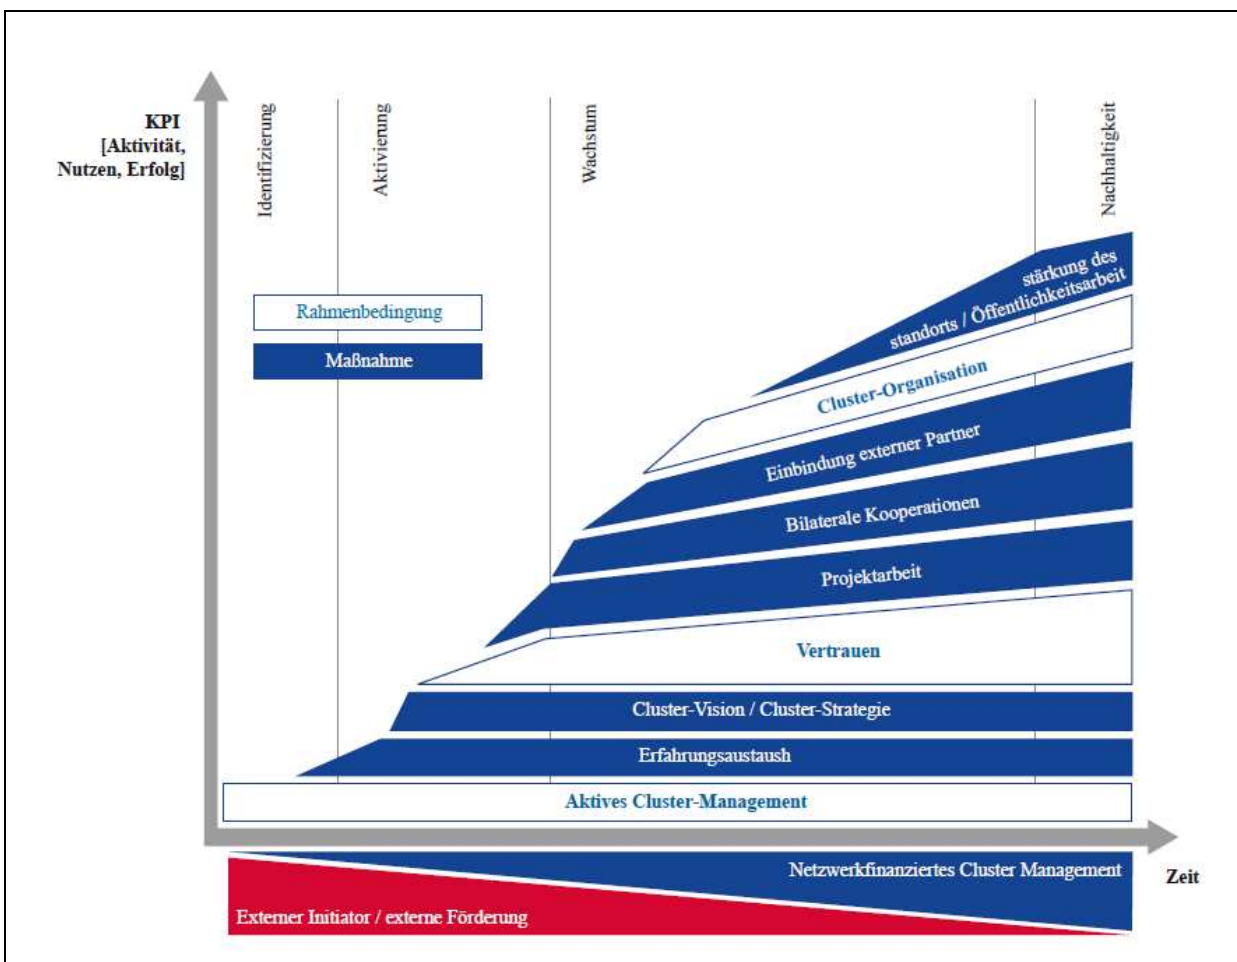 KPI
[Aktivität,
Nutzen, Erfolg]
Identifizierung
Aktivierung
Wachstum
Nachhaltigkeit
Rahmenbedingung
Maßnahme
stärkung des
standorts / Öffentlichkeitsarbeit
Cluster-Organisation
Einbindung externer Partner
Bilaterale Kooperationen
Projektarbeit
Vertrauen
Cluster-Vision / Cluster-Strategie
Erfahrungsaustaush
Aktives Cluster-Management
Netzwerkfinanziertes Cluster Management
Zeit
Externer Initiator / externe Förderung